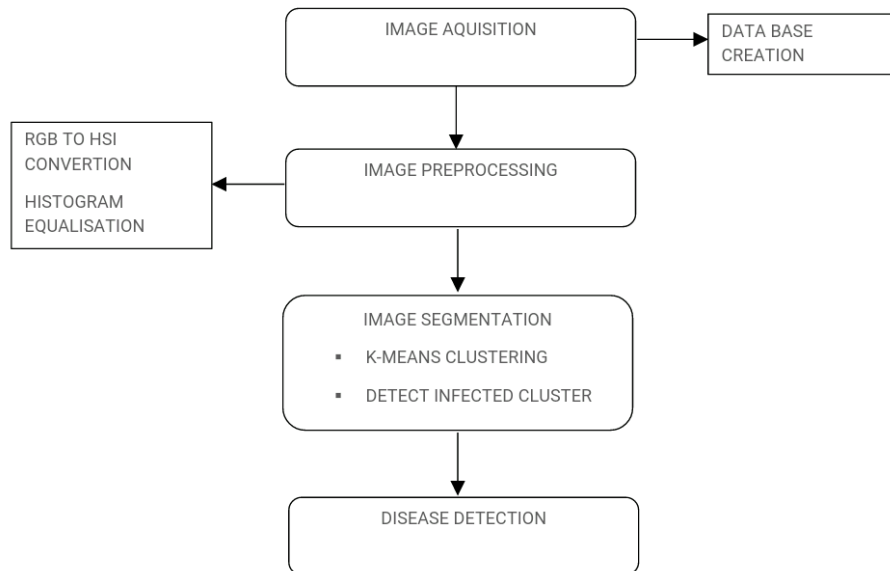 IMAGE AQUISITION
DATA BASE
CREATION
RGB TO HSI
CONVERTION
HISTOGRAM
EQUALISATION
IMAGE PREPROCESSING
IMAGE SEGMENTATION
▪ K-MEANS CLUSTERING
▪ DETECT INFECTED CLUSTER
DISEASE DETECTION